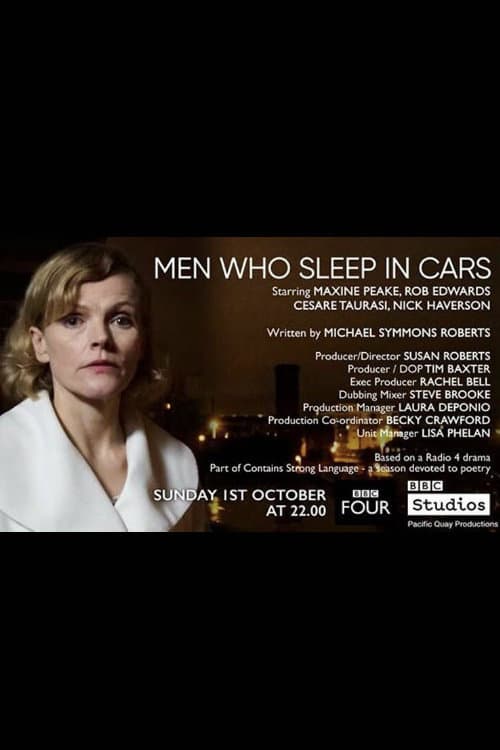 MEN WHO SLEEP IN CARS
Starring MAXINE PEAKE, ROB EDWARDS
CESARE TAURASI, NICK HAVERSON
Written by MICHAEL SYMMONS ROBERTS
Producer/Director SUSAN ROBERTS
Producer / DOP TIM BAXTER
Exec Producer RACHEL BELL
Dubbing Mixer STEVE BROOKE
Production Manager LAURA DEPONIO
Production Co-ordinator BECKY CRAWFORD
Unit Manager LISA PHELAN
Based on a Radio 4 drama
Part of Contains Strong Language - a season devoted to poetry
SUNDAY 1ST OCTOBER
AT 22.00
BBC
FOUR
BBC
Studios
Pacific Quay Productions